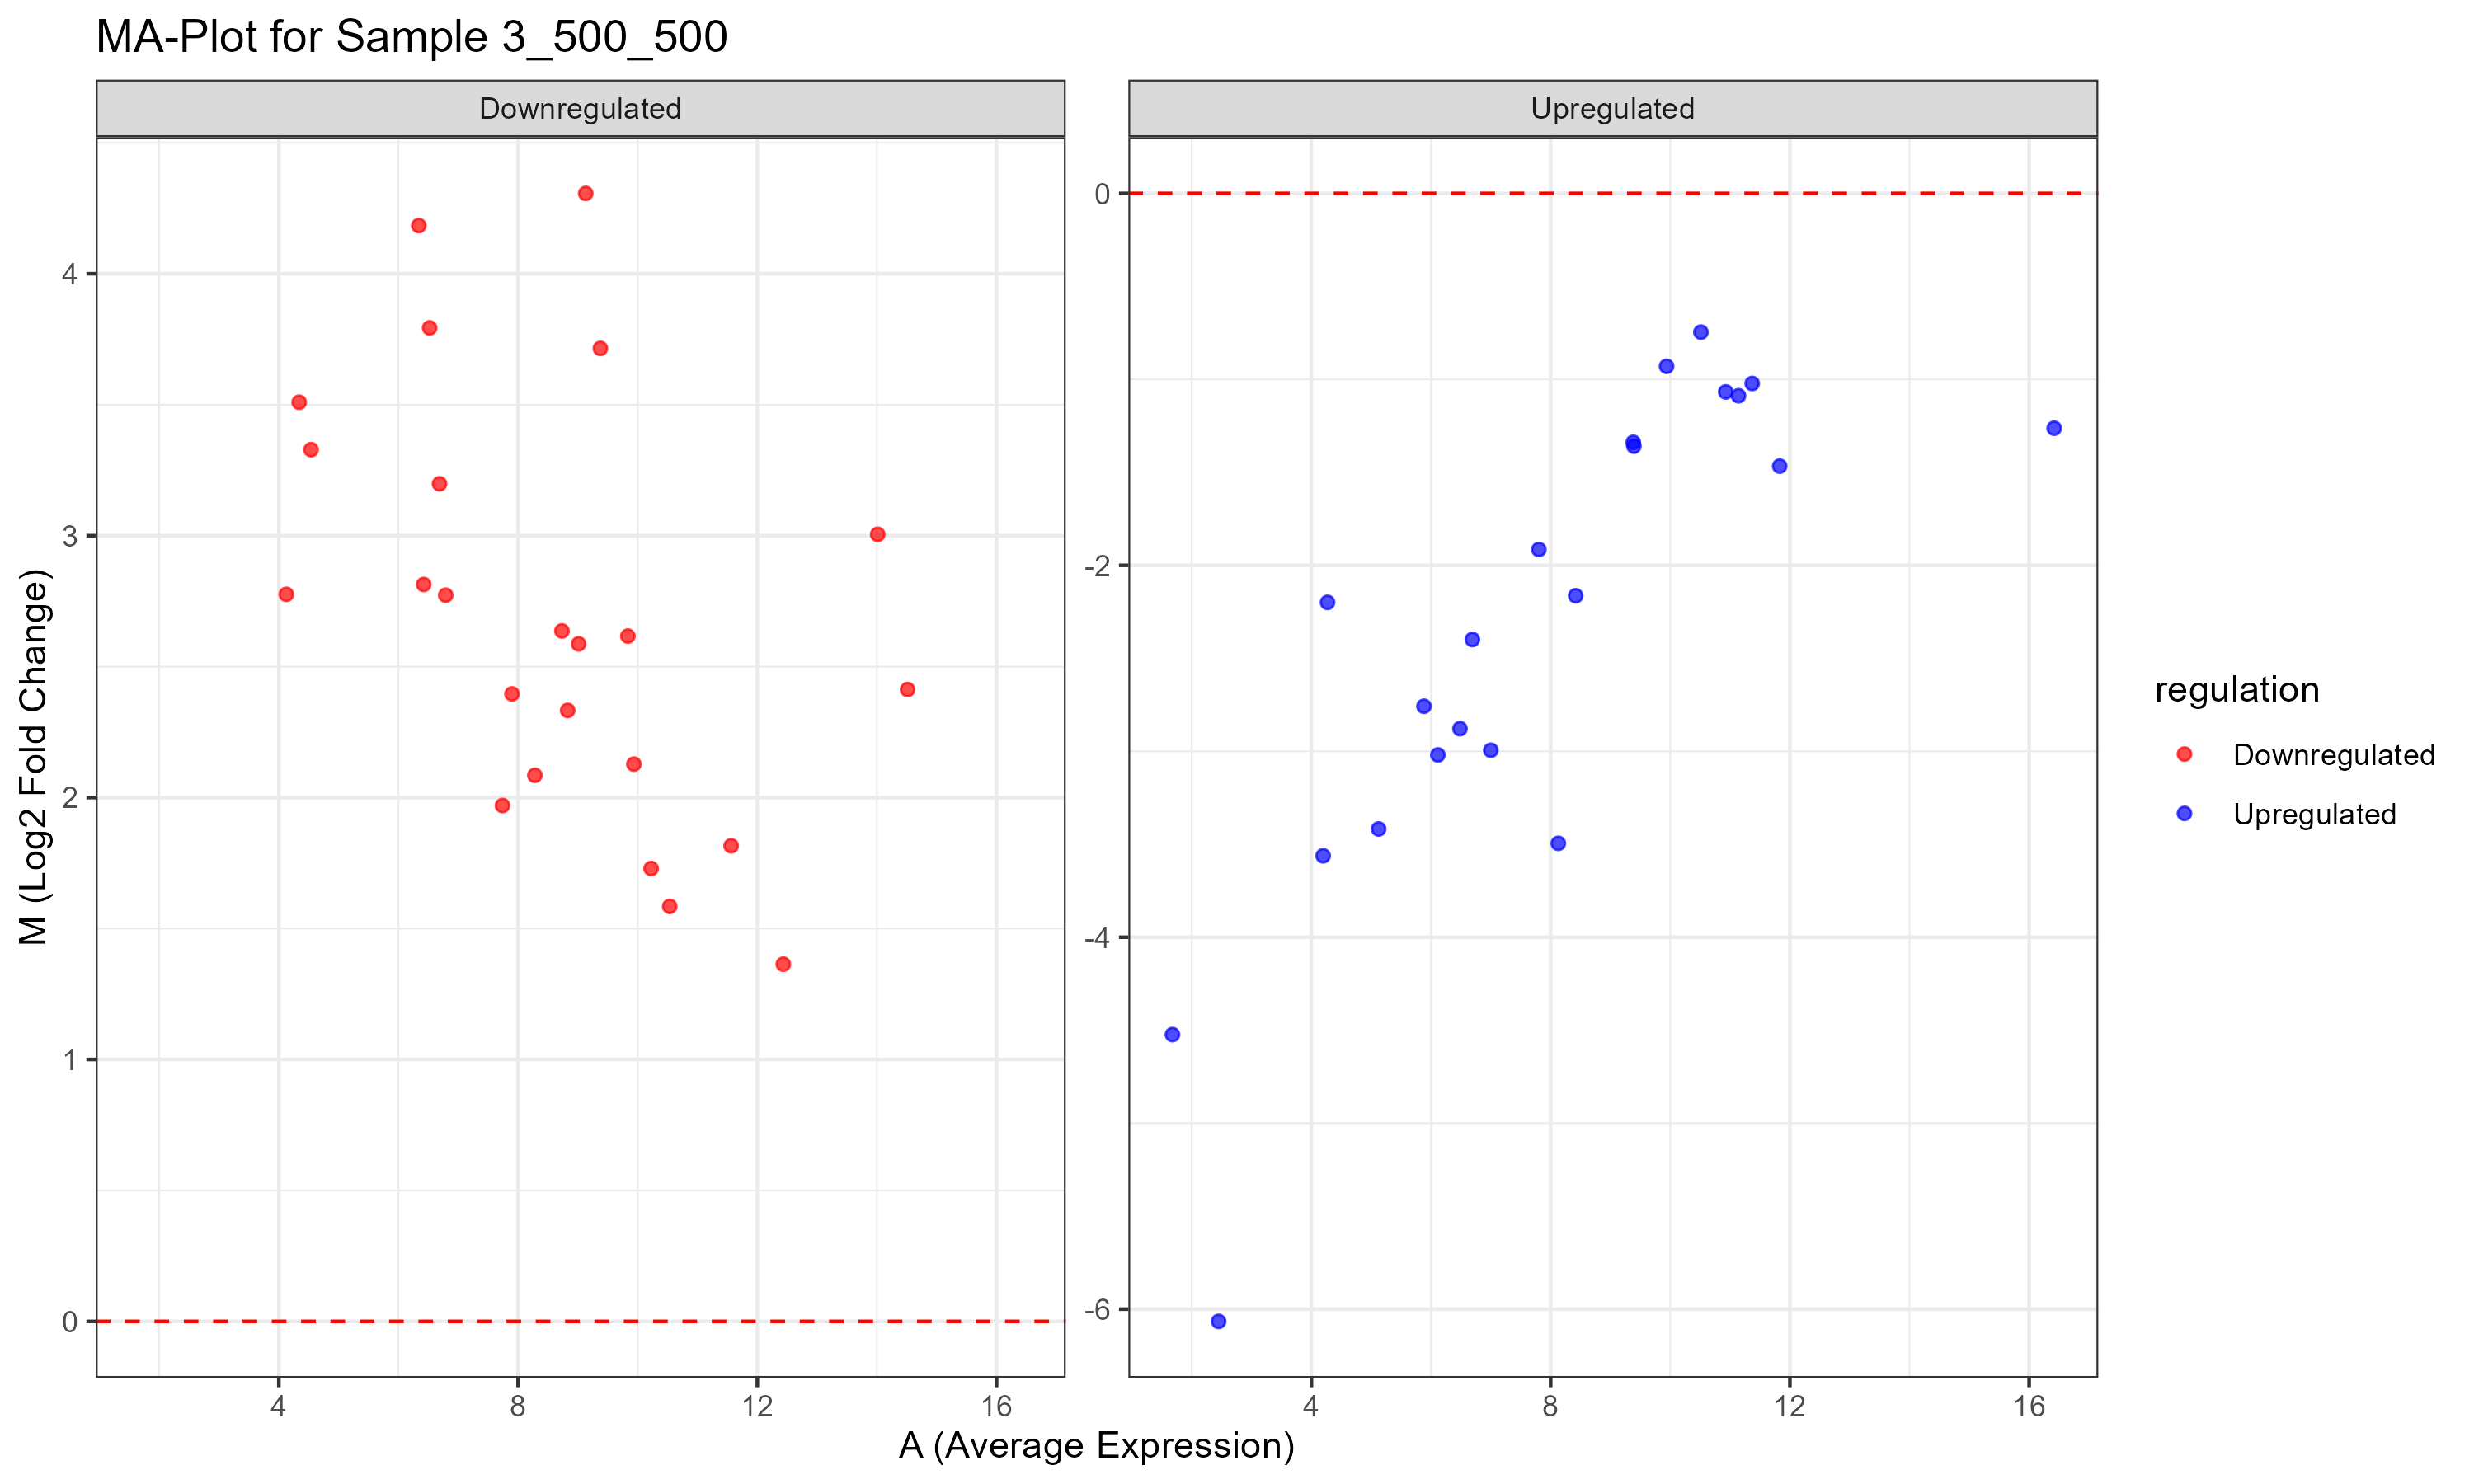 MA-Plot for Sample 3_500_500
Downregulated
Upregulated
M (Log2 Fold Change)
4
3
2
1
0
0
-2
-4
-6
4
8
12
16
4
8
12
16
A (Average Expression)
regulation
Downregulated
Upregulated